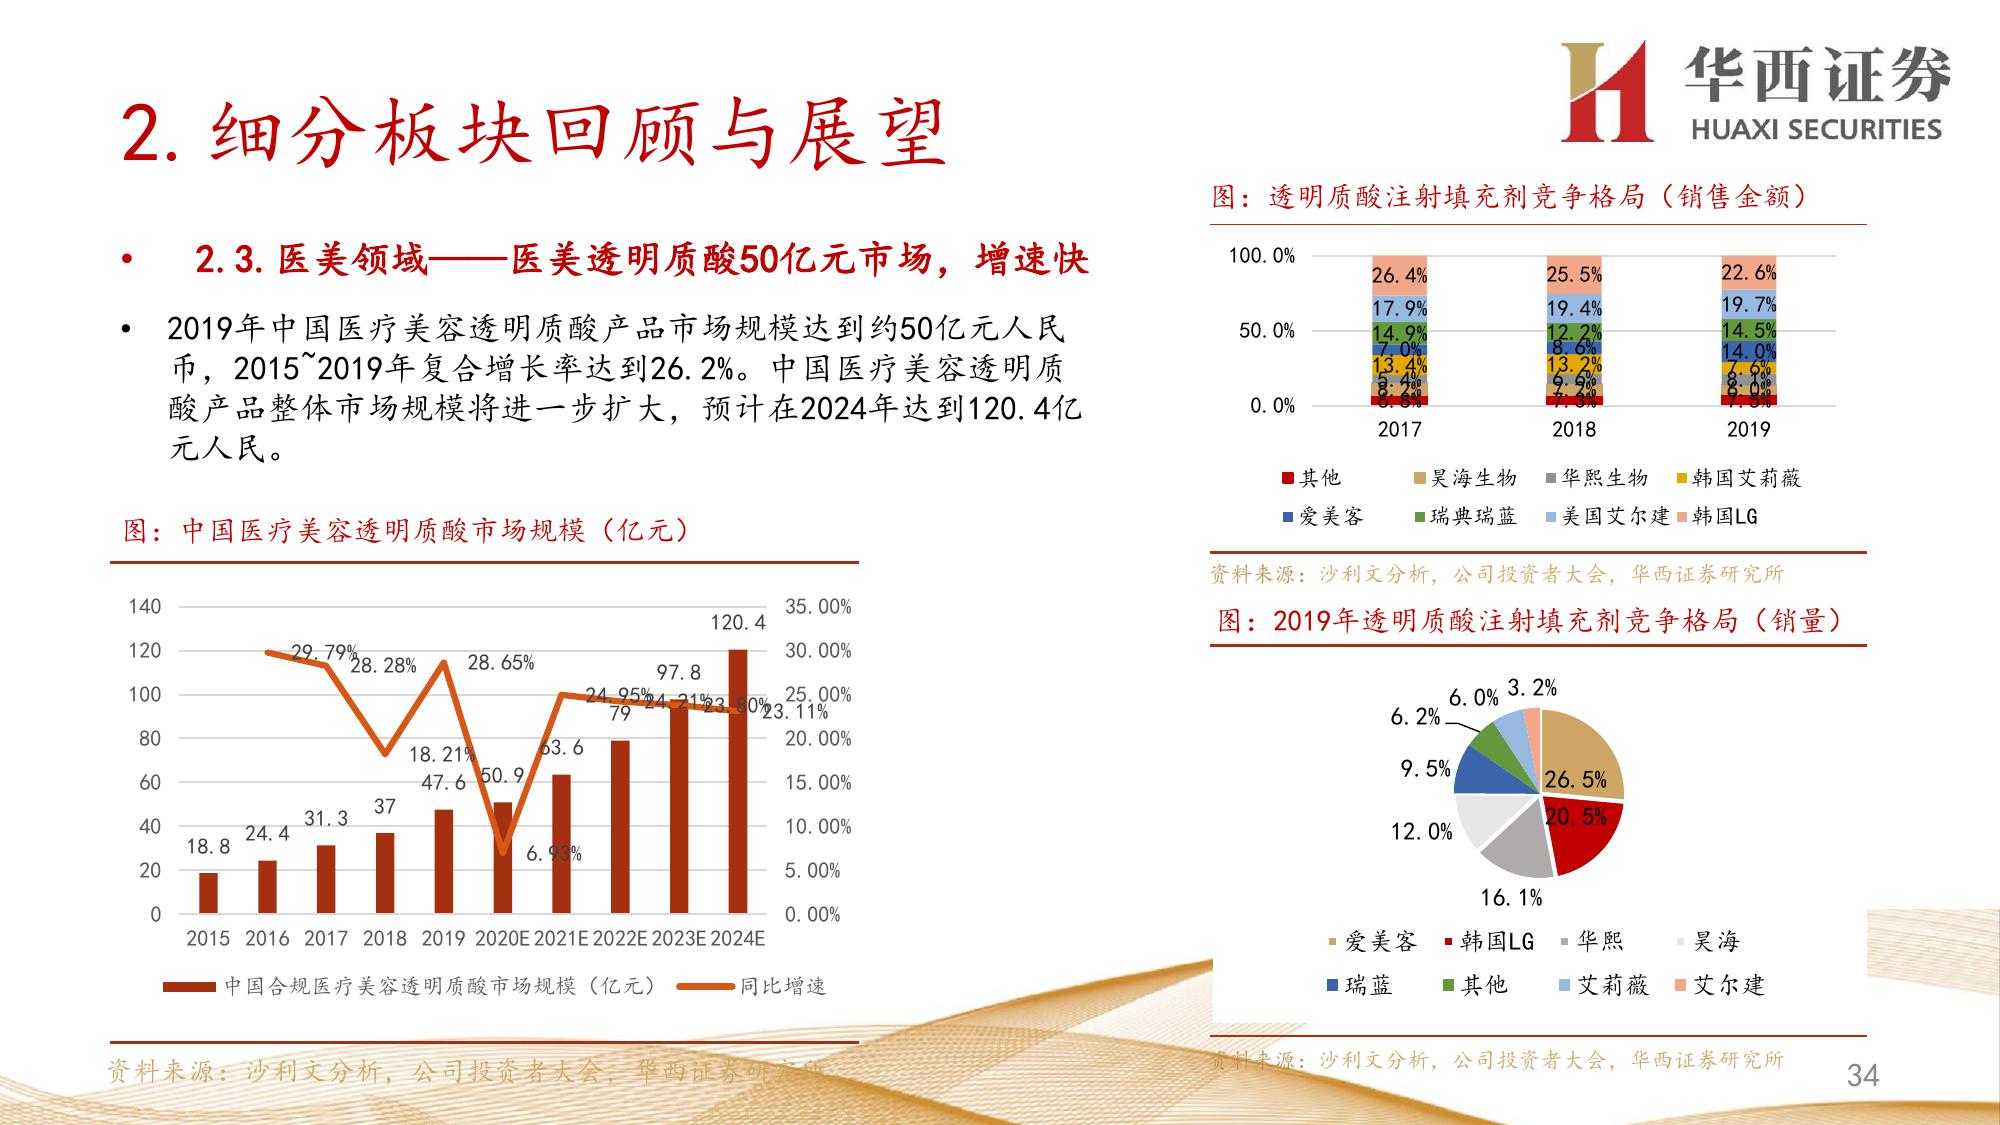 华西证券
HUAXI SECURITIES
2. 细分板块回顾与展望
• 2.3. 医美领域——医美透明质酸50亿元市场，增速快
• 2019年中国医疗美容透明质酸产品市场规模达到约50亿元人民
币，2015~2019年复合增长率达到26.2%。中国医疗美容透明质
酸产品整体市场规模将进一步扩大，预计在2024年达到120.4亿
元人民。
图：中国医疗美容透明质酸市场规模（亿元）
140 35.00%
120 30.00%
100 25.00%
80 20.00%
60 15.00%
40 10.00%
20 5.00%
0 0.00%
18.8 24.4 31.3 37 47.6 50.9 63.6 79 97.8 120.4
29.79% 28.28% 18.21% 28.65% 6.93% 24.95% 24.21% 23.80% 23.11%
2015 2016 2017 2018 2019 2020E 2021E 2022E 2023E 2024E
中国合规医疗美容透明质酸市场规模（亿元） 同比增速
资料来源：沙利文分析，公司投资者大会，华西证券研究所
图：透明质酸注射填充剂竞争格局（销售金额）
100.0%
50.0%
0.0%
26.4% 25.5% 22.6%
17.9% 19.4% 19.7%
14.9% 12.2% 14.5%
7.0% 8.6% 14.0%
13.4% 13.2% 7.6%
5.4% 6.6% 8.1%
8.2% 7.2% 6.0%
6.8% 7.3% 7.5%
2017 2018 2019
其他 昊海生物 华熙生物 韩国艾莉薇
爱美客 瑞典瑞蓝 美国艾尔建 韩国LG
资料来源：沙利文分析，公司投资者大会，华西证券研究所
图：2019年透明质酸注射填充剂竞争格局（销量）
3.2%
6.0%
6.2%
9.5%
26.5%
20.5%
12.0%
16.1%
爱美客 韩国LG 华熙 昊海
瑞蓝 其他 艾莉薇 艾尔建
资料来源：沙利文分析，公司投资者大会，华西证券研究所
34